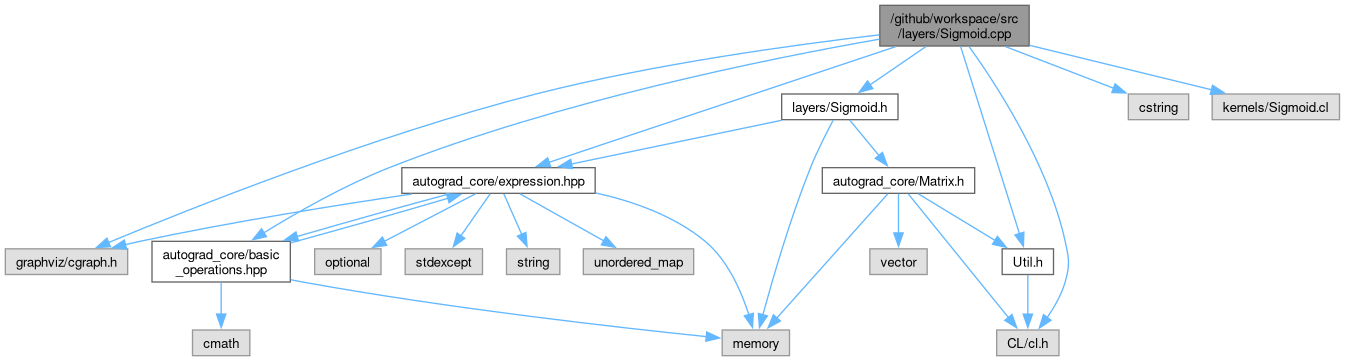 /github/workspace/src
/layers/Sigmoid.cpp
layers/Sigmoid.h
cstring
kernels/Sigmoid.cl
autograd_core/expression.hpp
autograd_core/Matrix.h
graphviz/cgraph.h
autograd_core/basic
_operations.hpp
optional
stdexcept
string
unordered_map
vector
Util.h
cmath
memory
CL/cl.h